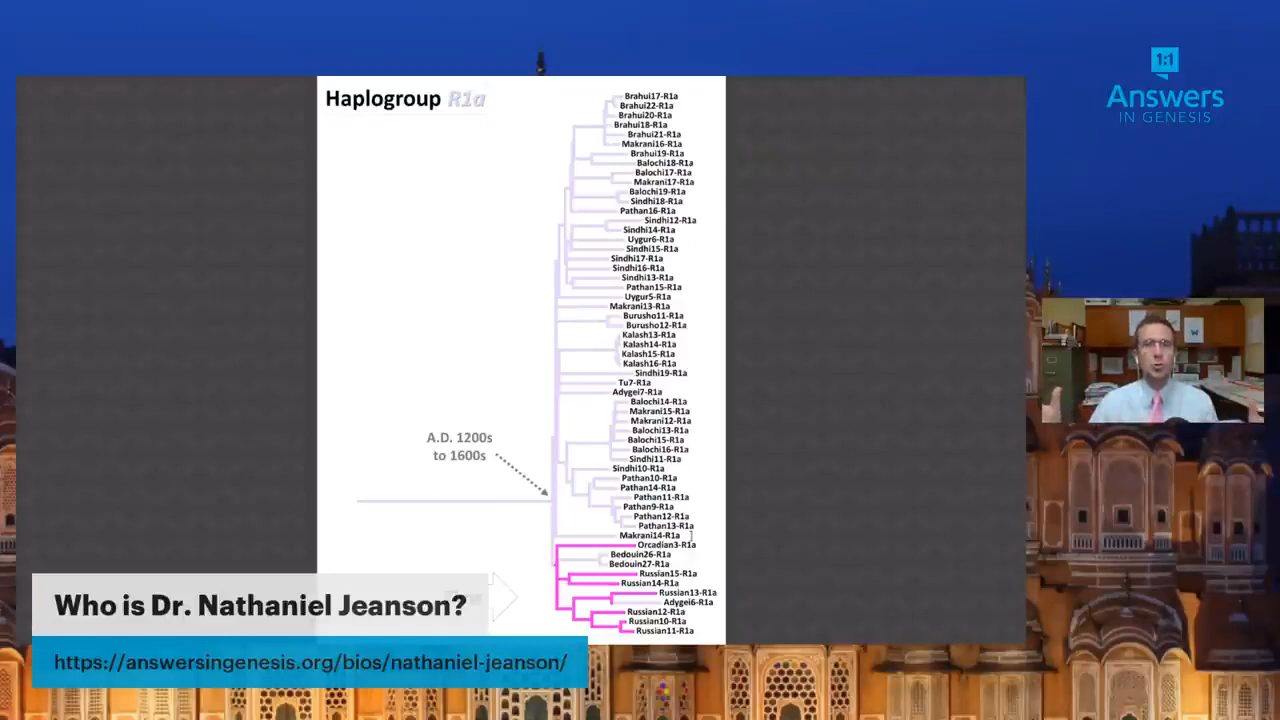 1:1
Answers
IN GENESIS
Haplogroup R1a
Brahui17-R1a
Brahui22-R1a
Brahui20-R1a
Brahui18-R1a
Brahui21-R1a
Makrani16-R1a
Brahui19-R1a
Balochi18-R1a
Balochi17-R1a
Makrani17-R1a
Balochi19-R1a
Sindhi18-R1a
Pathan16-R1a
Sindhi12-R1a
Sindhi14-R1a
Uygur6-R1a
Sindhi15-R1a
Sindhi17-R1a
Sindhi16-R1a
Sindhi13-R1a
Pathan15-R1a
Uygur5-R1a
Makrani13-R1a
Burusho11-R1a
Burusho12-R1a
Kalash13-R1a
Kalash14-R1a
Kalash15-R1a
Kalash16-R1a
Sindhi19-R1a
Tu7-R1a
Adygei7-R1a
Balochi14-R1a
Makrani15-R1a
Makrani12-R1a
Balochi13-R1a
Balochi15-R1a
Balochi16-R1a
Sindhi11-R1a
Sindhi10-R1a
Pathan10-R1a
Pathan14-R1a
Pathan11-R1a
Pathan9-R1a
Pathan12-R1a
Pathan13-R1a
Makrani14-R1a
Orcadian3-R1a
Bedouin26-R1a
Bedouin27-R1a
Russian15-R1a
Russian14-R1a
Russian13-R1a
Adygei6-R1a
Russian12-R1a
Russian10-R1a
Russian11-R1a
A.D. 1200s
to 1600s
Who is Dr. Nathaniel Jeanson?
https://answersingenesis.org/bios/nathaniel-jeanson/